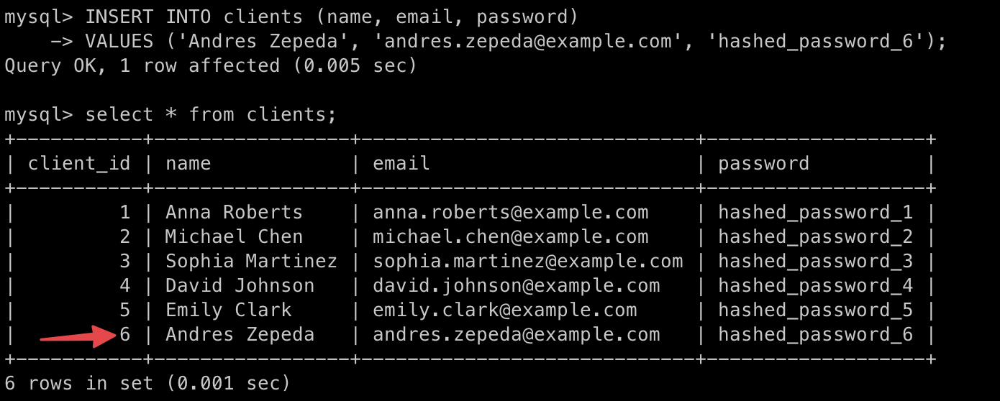 mysql> INSERT INTO clients (name, email, password)
    -> VALUES ('Andres Zepeda', 'andres.zepeda@example.com', 'hashed_password_6');
Query OK, 1 row affected (0.005 sec)

mysql> select * from clients;
+-----------+-----------------+-----------------------------+-------------------+
| client_id | name            | email                       | password          |
+-----------+-----------------+-----------------------------+-------------------+
|         1 | Anna Roberts    | anna.roberts@example.com    | hashed_password_1 |
|         2 | Michael Chen    | michael.chen@example.com    | hashed_password_2 |
|         3 | Sophia Martinez | sophia.martinez@example.com | hashed_password_3 |
|         4 | David Johnson   | david.johnson@example.com   | hashed_password_4 |
|         5 | Emily Clark     | emily.clark@example.com     | hashed_password_5 |
|         6 | Andres Zepeda   | andres.zepeda@example.com   | hashed_password_6 |
+-----------+-----------------+-----------------------------+-------------------+
6 rows in set (0.001 sec)